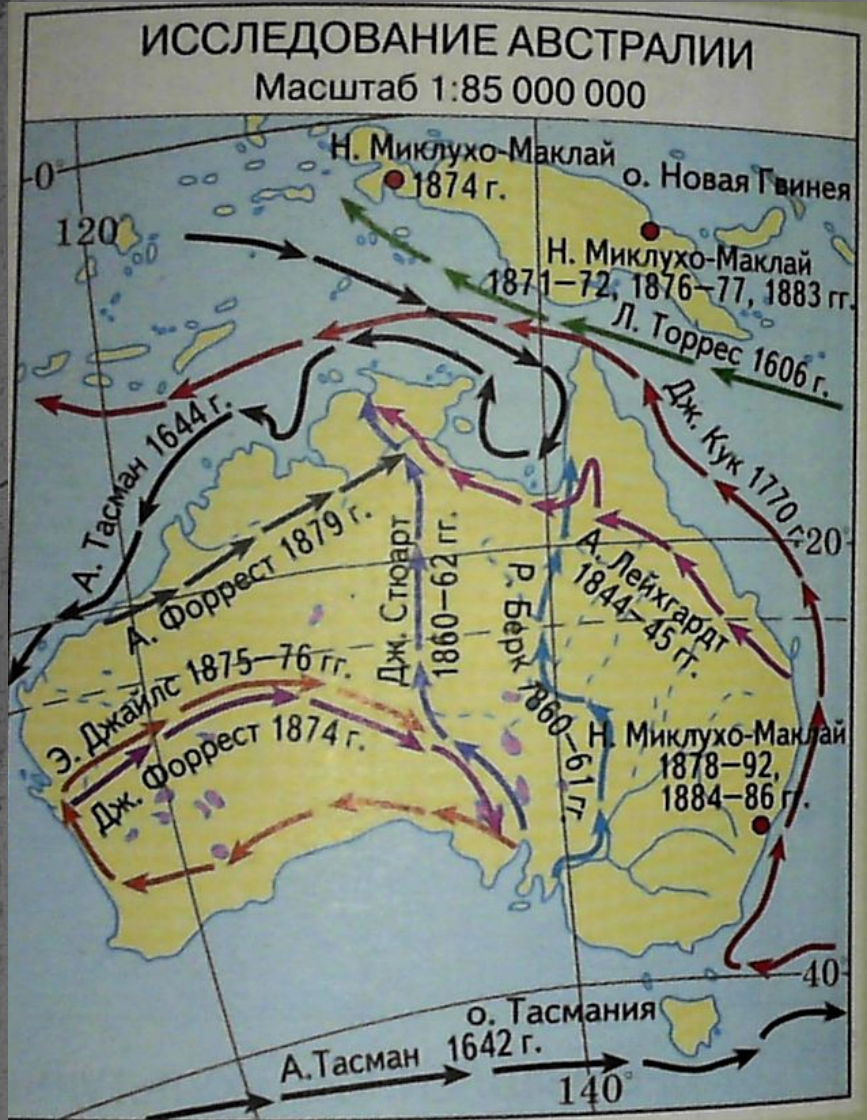 ИССЛЕДОВАНИЕ АВСТРАЛИИ
Масштаб 1:85 000 000
Н. Миклухо-Маклай
1874 г.
о. Новая Гвинея
0°
120°
Н. Миклухо-Маклай
1871–72, 1876–77, 1883 гг.
Л. Торрес 1606 г.
Дж. Кук 1770 г.
А. Тасман 1644 г.
20°
А. Форрест 1879 г.
Дж. Стюарт
1860–62 гг.
Р. Бёрк 1860–61 гг.
А. Лейхгардт
1844–45 гг.
Э. Джайлс 1875–76 гг.
Дж. Форрест 1874 г.
Н. Миклухо-Маклай
1878–92,
1884–86 гг.
40°
о. Тасмания
А.Тасман 1642 г.
140°